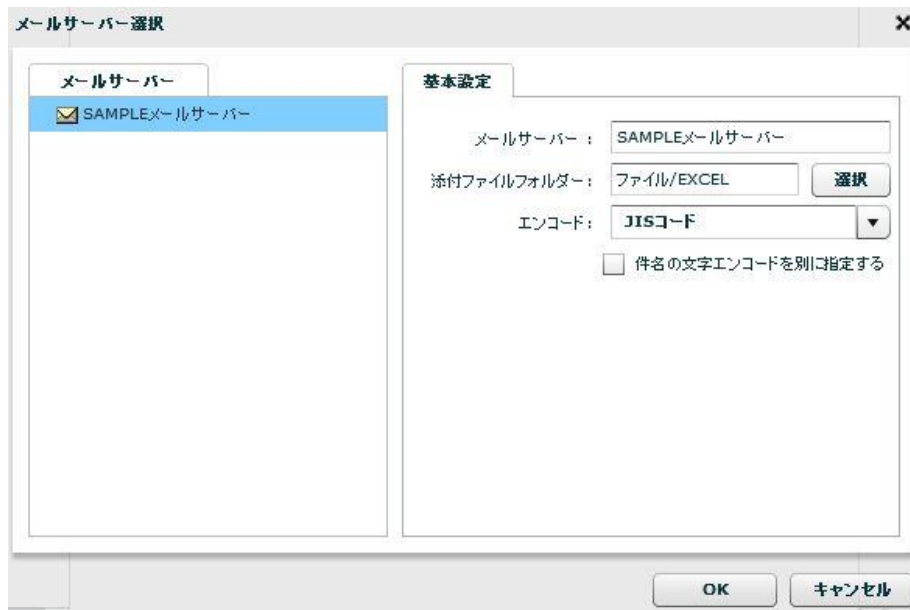 メールサーバー選択
メールサーバー
SAMPLEメールサーバー
基本設定
メールサーバー： SAMPLEメールサーバー
添付ファイルフォルダー： ファイル/EXCEL 選択
エンコード： JISコード
件名の文字エンコードを別に指定する
OK キャンセル